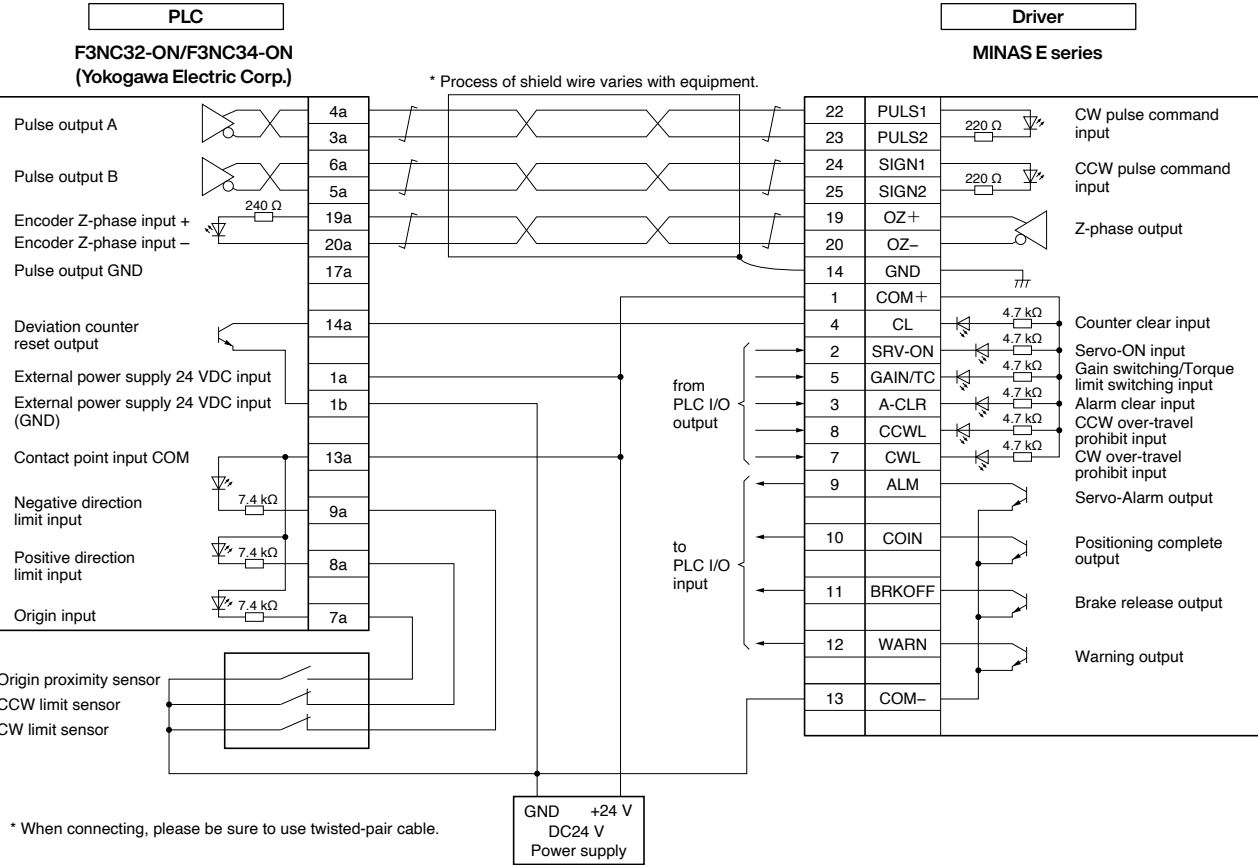 PLC
F3NC32-ON/F3NC34-ON
(Yokogawa Electric Corp.)
Driver
MINAS E series
* Process of shield wire varies with equipment.
Pulse output A
4a
3a
Pulse output B
6a
5a
240 Ω
Encoder Z-phase input +
19a
Encoder Z-phase input –
20a
Pulse output GND
17a
Deviation counter
reset output
14a
External power supply 24 VDC input
1a
External power supply 24 VDC input
(GND)
1b
Contact point input COM
13a
Negative direction
limit input
7.4 kΩ
9a
Positive direction
limit input
7.4 kΩ
8a
Origin input
7.4 kΩ
7a
Origin proximity sensor
CCW limit sensor
CW limit sensor
22 PULS1
23 PULS2
220 Ω
CW pulse command
input
24 SIGN1
25 SIGN2
220 Ω
CCW pulse command
input
19 OZ+
20 OZ–
Z-phase output
14 GND
1 COM+
4 CL 4.7 kΩ Counter clear input
2 SRV-ON 4.7 kΩ Servo-ON input
5 GAIN/TC 4.7 kΩ Gain switching/Torque
limit switching input
3 A-CLR 4.7 kΩ Alarm clear input
8 CCWL 4.7 kΩ CCW over-travel
prohibit input
7 CWL 4.7 kΩ CW over-travel
prohibit input
from
PLC I/O
output
9 ALM Servo-Alarm output
10 COIN Positioning complete
output
11 BRKOFF Brake release output
12 WARN Warning output
13 COM–
to
PLC I/O
input
GND +24 V
DC24 V
Power supply
* When connecting, please be sure to use twisted-pair cable.